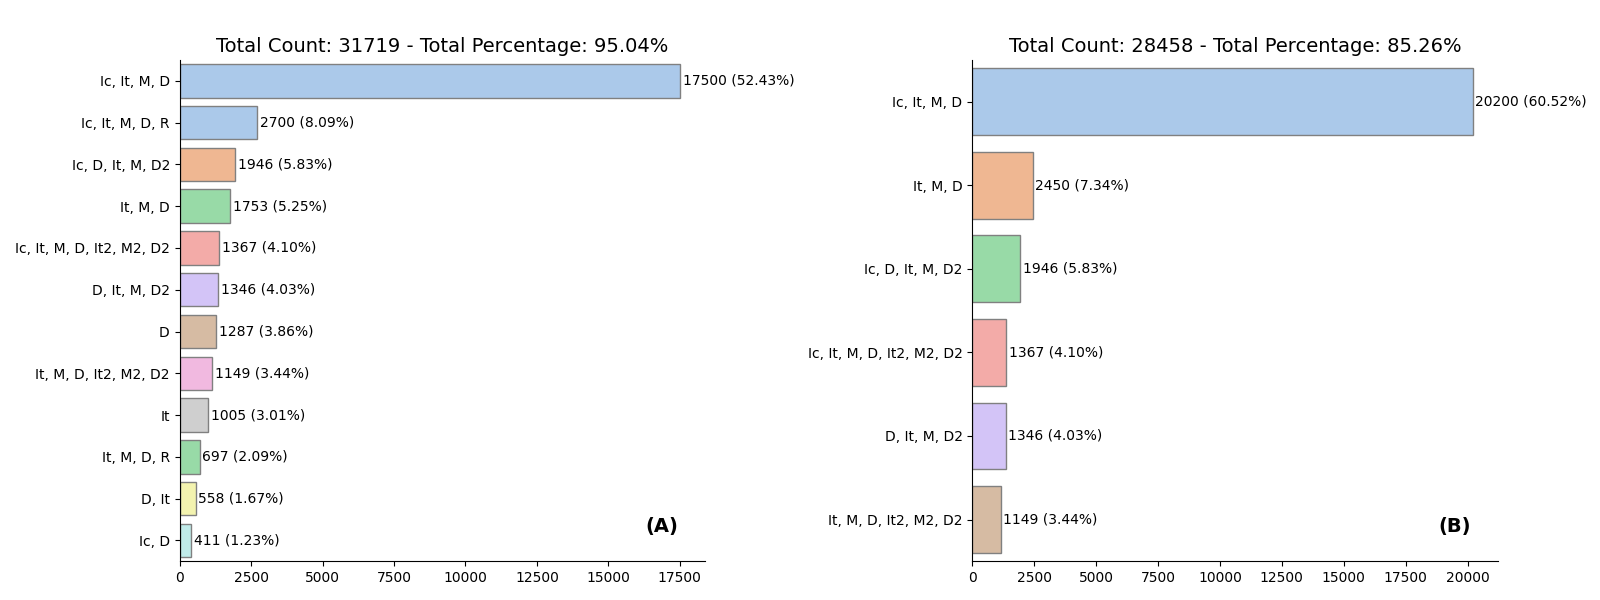 Total Count: 31719 - Total Percentage: 95.04%
Ic, It, M, D
17500 (52.43%)
Ic, It, M, D, R
2700 (8.09%)
Ic, D, It, M, D2
1946 (5.83%)
It, M, D
1753 (5.25%)
Ic, It, M, D, It2, M2, D2
1367 (4.10%)
D, It, M, D2
1346 (4.03%)
D
1287 (3.86%)
It, M, D, It2, M2, D2
1149 (3.44%)
It
1005 (3.01%)
It, M, D, R
697 (2.09%)
D, It
558 (1.67%)
Ic, D
411 (1.23%)
(A)
0 2500 5000 7500 10000 12500 15000 17500
Total Count: 28458 - Total Percentage: 85.26%
Ic, It, M, D
20200 (60.52%)
It, M, D
2450 (7.34%)
Ic, D, It, M, D2
1946 (5.83%)
Ic, It, M, D, It2, M2, D2
1367 (4.10%)
D, It, M, D2
1346 (4.03%)
It, M, D, It2, M2, D2
1149 (3.44%)
(B)
0 2500 5000 7500 10000 12500 15000 17500 20000